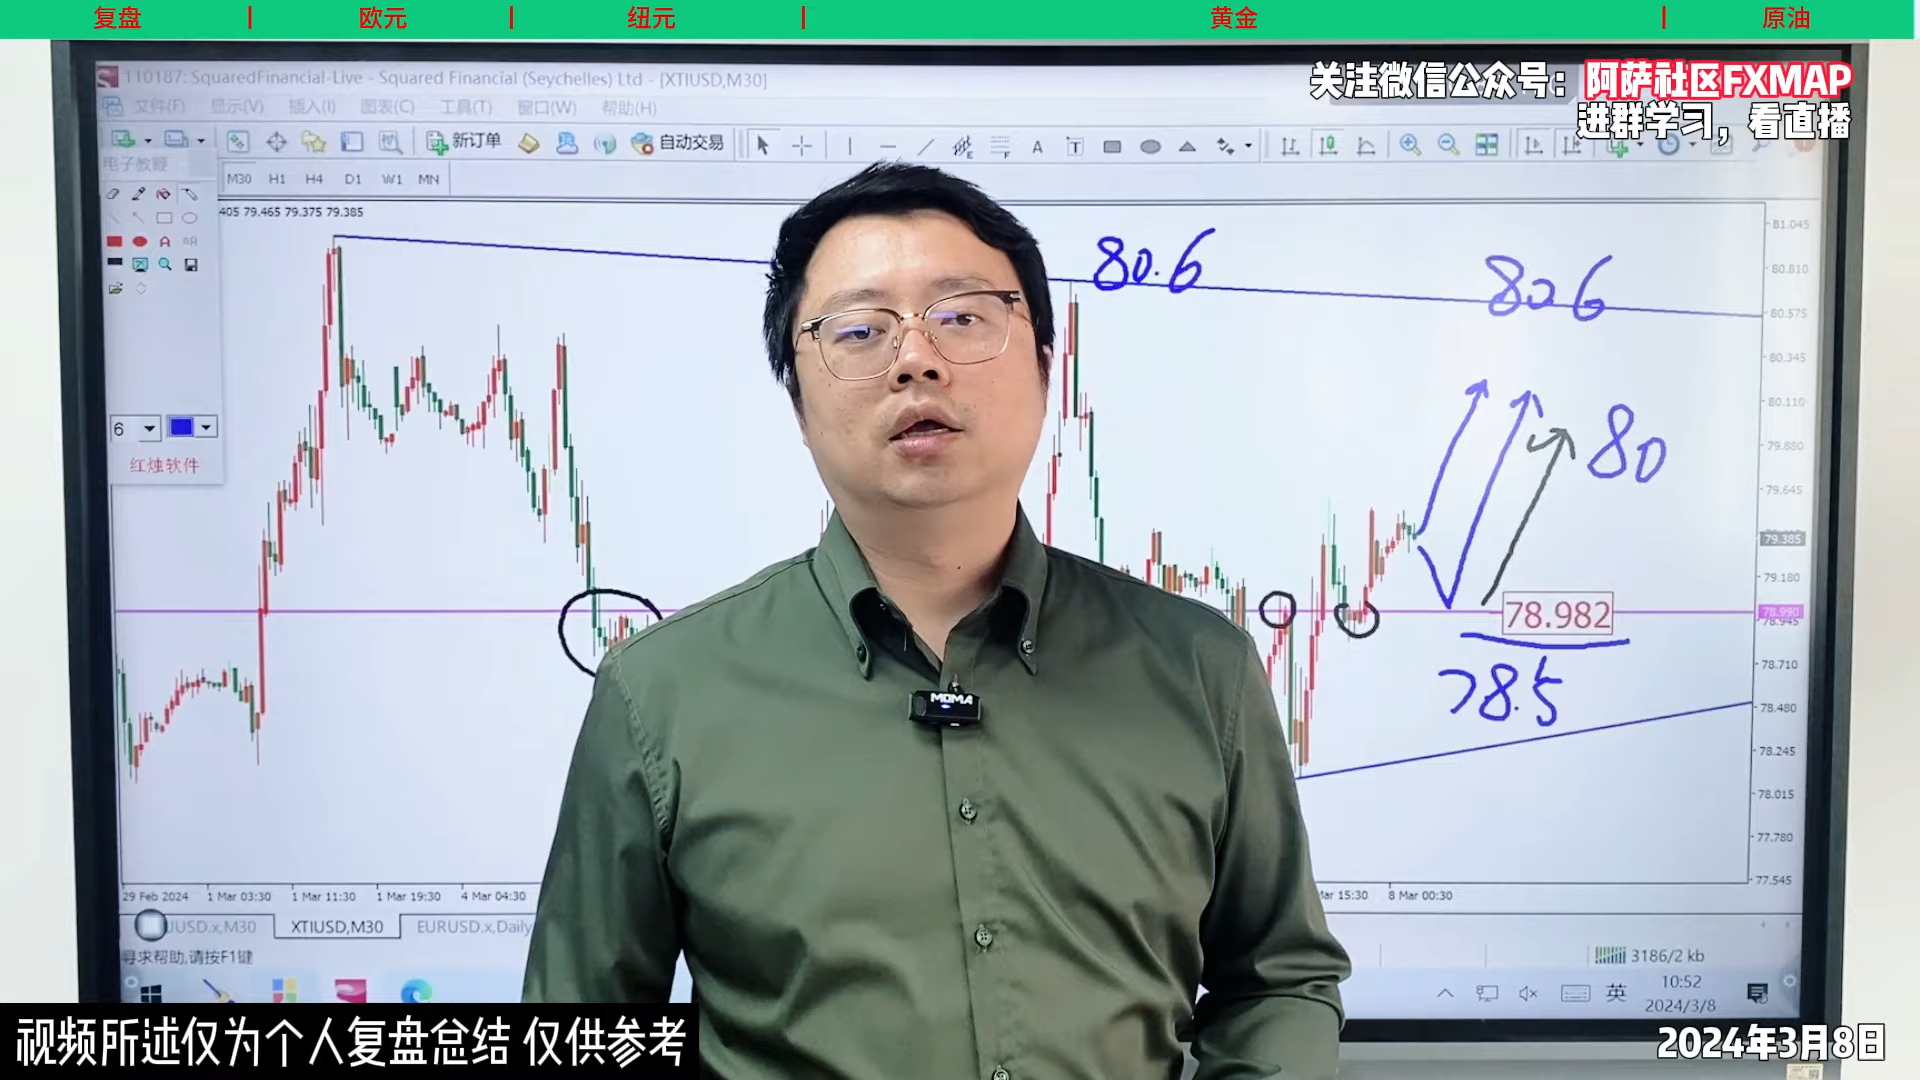 复盘 | 欧元 | 纽元 | 黄金 | 原油
110187: SquaredFinancial-Live - Squared Financial (Seychelles) Ltd - [XTIUSD,M30]
关注微信公众号：阿萨社区FXMAP
进群学习，看直播
文件(F) 显示(V) 插入(I) 图表(C) 工具(T) 窗口(W) 帮助(H)
新订单 自动交易
电子教鞭
M30 H1 H4 D1 W1 MN
405 79.465 79.375 79.385
81.045
80.6
80.6
80.810
80.575
80.345
80.110
80
79.880
79.645
79.385
79.180
6
红烛软件
78.982
78.990
78.945
78.5
78.710
78.480
78.245
78.015
77.780
77.545
29 Feb 2024 1 Mar 03:30 1 Mar 11:30 1 Mar 19:30 4 Mar 04:30 Mar 15:30 8 Mar 00:30
USD.x,M30 XTIUSD,M30 EURUSD.x,Daily
寻求帮助,请按F1键
3186/2 kb
MOMA
英
10:52
2024/3/8
视频所述仅为个人复盘总结 仅供参考
2024年3月8日